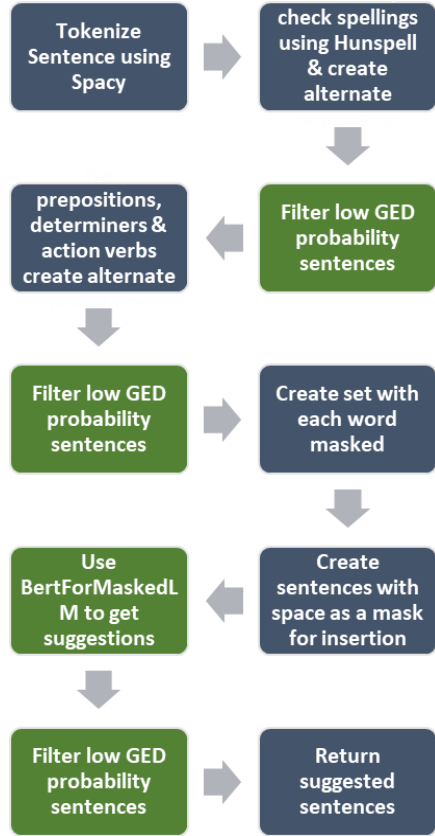 Tokenize
Sentence using
Spacy
check spellings
using Hunspell
& create
alternate
Filter low GED
probability
sentences
prepositions,
determiners &
action verbs
create alternate
Filter low GED
probability
sentences
Create set with
each word
masked
Create
sentences with
space as a mask
for insertion
Use
BertForMaskedL
M to get
suggestions
Filter low GED
probability
sentences
Return
suggested
sentences